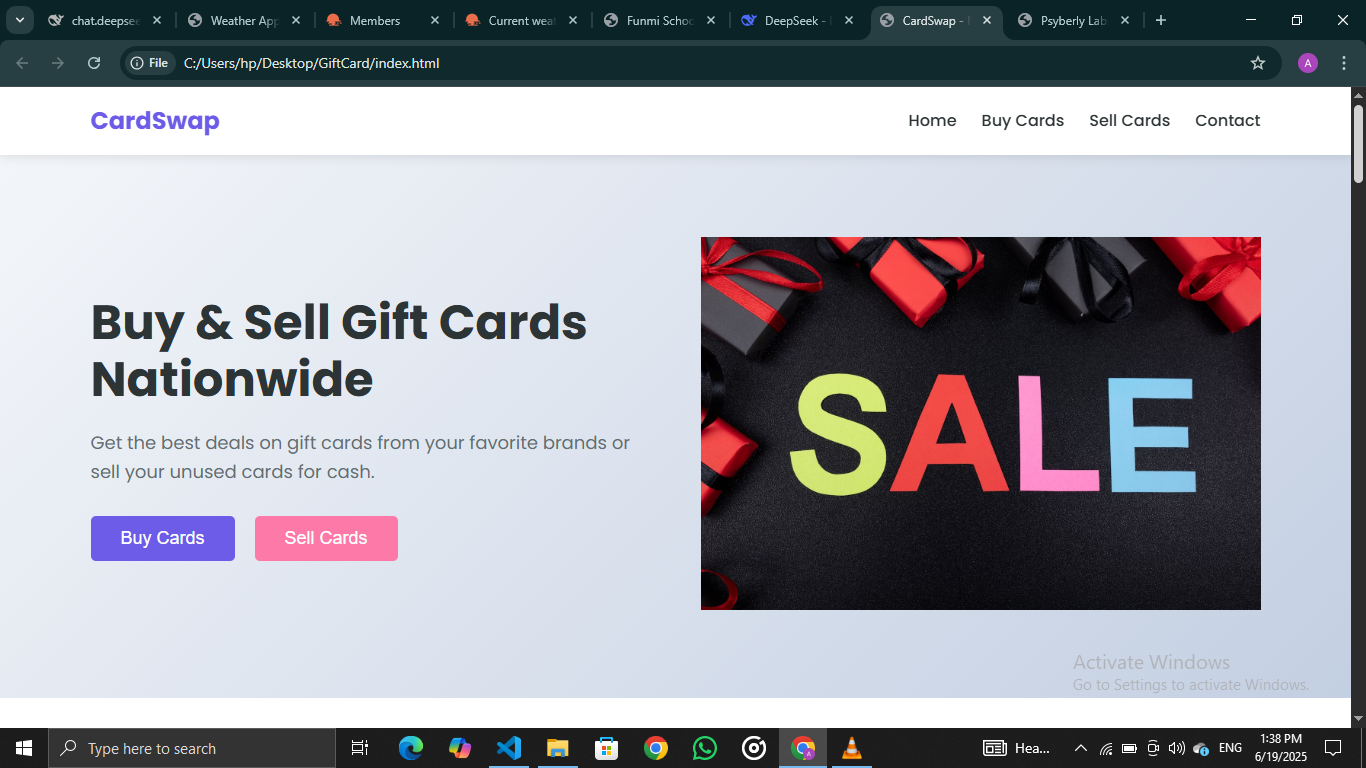 chat.deepsee
Weather App
Members
Current weat
Funmi Schoo
DeepSeek -
CardSwap -
Psyberly Lab
File
C:/Users/hp/Desktop/GiftCard/index.html
A
CardSwap
Home
Buy Cards
Sell Cards
Contact
Buy & Sell Gift Cards
Nationwide
Get the best deals on gift cards from your favorite brands or
sell your unused cards for cash.
Buy Cards
Sell Cards
SALE
Activate Windows
Go to Settings to activate Windows.
Type here to search
Hea...
ENG
1:38 PM
6/19/2025